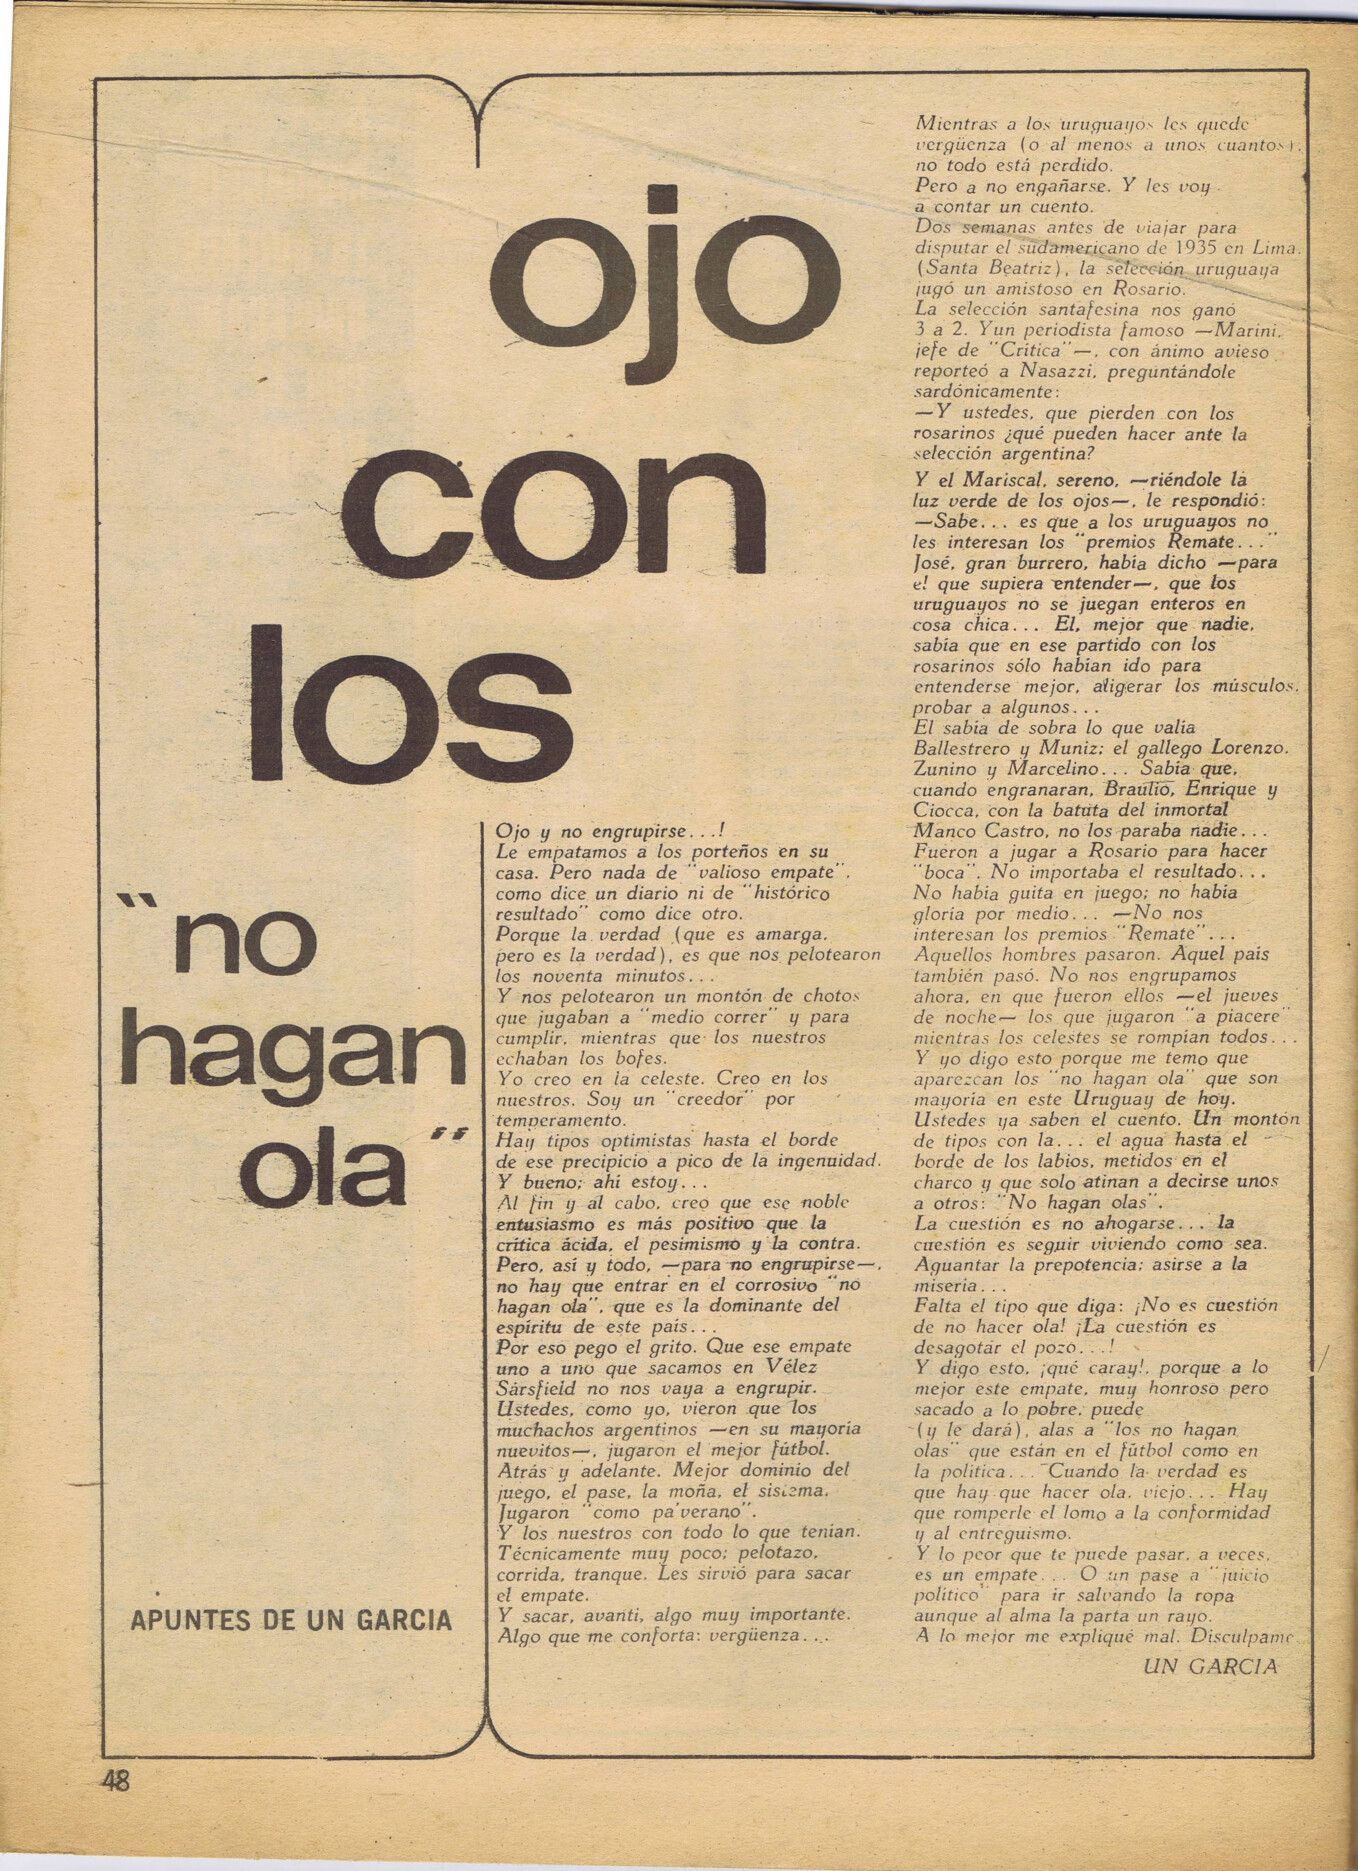 ojo
con
los
"no
hagan
ola"
APUNTES DE UN GARCIA
Ojo y no engrupirse...!
Le empatamos a los porteños en su
casa. Pero nada de "valioso empate",
como dice un diario ni de "histórico
resultado" como dice otro.
Porque la verdad (que es amarga,
pero es la verdad), es que nos pelotearon
los noventa minutos...
Y nos pelotearon un montón de chotos
que jugaban a "medio correr" y para
cumplir, mientras que los nuestros
echaban los bofes.
Yo creo en la celeste. Creo en los
nuestros. Soy un "creedor" por
temperamento.
Hay tipos optimistas hasta el borde
de ese precipicio a pico de la ingenuidad.
Y bueno; ahí estoy...
Al fin y al cabo, creo que ese noble
entusiasmo es más positivo que la
crítica ácida, el pesimismo y la contra.
Pero, así y todo, —para no engrupirse—,
no hay que entrar en el corrosivo "no
hagan ola", que es la dominante del
espíritu de este país...
Por eso pego el grito. Que ese empate
uno a uno que sacamos en Vélez
Sársfield no nos vaya a engrupir.
Ustedes, como yo, vieron que los
muchachos argentinos —en su mayoría
nuevitos—, jugaron el mejor fútbol.
Atrás y adelante. Mejor dominio del
juego, el pase, la moña, el sistema.
Jugaron "como pa'verano".
Y los nuestros con todo lo que tenían.
Técnicamente muy poco; pelotazo,
corrida, tranque. Les sirvió para sacar
el empate.
Y sacar, avanti, algo muy importante.
Algo que me conforta: vergüenza...
Mientras a los uruguayos les quede
vergüenza (o al menos a unos cuantos),
no todo está perdido.
Pero a no engañarse. Y les voy
a contar un cuento.
Dos semanas antes de viajar para
disputar el sudamericano de 1935 en Lima.
(Santa Beatriz), la selección uruguaya
jugó un amistoso en Rosario.
La selección santafesina nos ganó
3 a 2. Yun periodista famoso —Marini,
jefe de "Crítica"—, con ánimo avieso
reporteó a Nasazzi, preguntándole
sardónicamente:
—Y ustedes, que pierden con los
rosarinos ¿qué pueden hacer ante la
selección argentina?
Y el Mariscal, sereno, —riéndole la
luz verde de los ojos—, le respondió:
—Sabe... es que a los uruguayos no
les interesan los "premios Remate..."
José, gran burrero, había dicho —para
el que supiera entender—, que los
uruguayos no se juegan enteros en
cosa chica... El, mejor que nadie,
sabía que en ese partido con los
rosarinos sólo habían ido para
entenderse mejor, aligerar los músculos,
probar a algunos...
El sabía de sobra lo que valía
Ballestrero y Muniz; el gallego Lorenzo.
Zunino y Marcelino... Sabía que,
cuando engranaran, Braulio, Enrique y
Ciocca, con la batuta del inmortal
Manco Castro, no los paraba nadie...
Fueron a jugar a Rosario para hacer
"boca". No importaba el resultado...
No había guita en juego; no había
gloria por medio... —No nos
interesan los premios "Remate"...
Aquellos hombres pasaron. Aquel país
también pasó. No nos engrupamos
ahora, en que fueron ellos —el jueves
de noche— los que jugaron "a piacere"
mientras los celestes se rompían todos...
Y yo digo esto porque me temo que
aparezcan los "no hagan ola" que son
mayoría en este Uruguay de hoy.
Ustedes ya saben el cuento. Un montón
de tipos con la... el agua hasta el
borde de los labios, metidos en el
charco y que solo atinan a decirse unos
a otros: "No hagan olas".
La cuestión es no ahogarse... la
cuestión es seguir viviendo como sea.
Aguantar la prepotencia; asirse a la
miseria...
Falta el tipo que diga: ¡No es cuestión
de no hacer ola! ¡La cuestión es
desagotar el pozo...!
Y digo esto, ¡qué caray!, porque a lo
mejor este empate, muy honroso pero
sacado a lo pobre, puede
(y le dará), alas a "los no hagan
olas" que están en el fútbol como en
la política... Cuando la verdad es
que hay que hacer ola, viejo... Hay
que romperle el lomo a la conformidad
y al entreguismo.
Y lo peor que te puede pasar, a veces,
es un empate... O un pase a "juicio
político" para ir salvando la ropa
aunque al alma la parta un rayo.
A lo mejor me expliqué mal. Disculpame
UN GARCIA
48